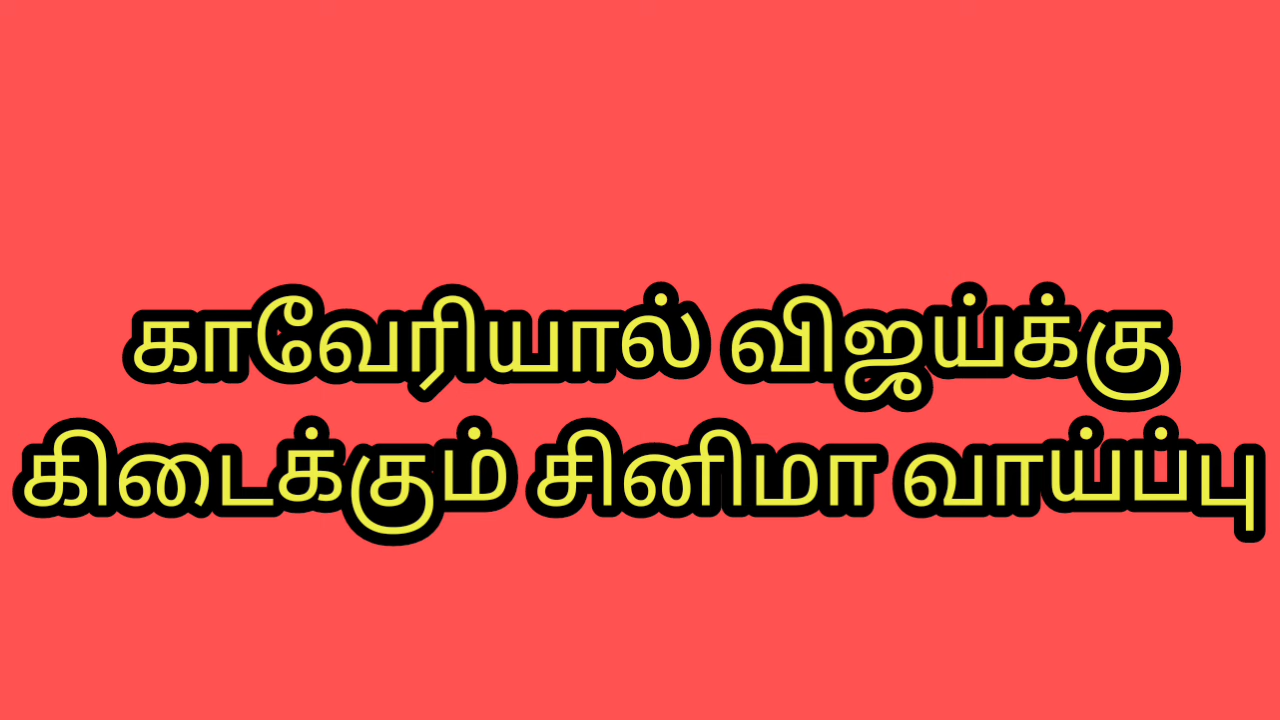 காவேரியால் விஜய்க்கு
கிடைக்கும் சினிமா வாய்ப்பு